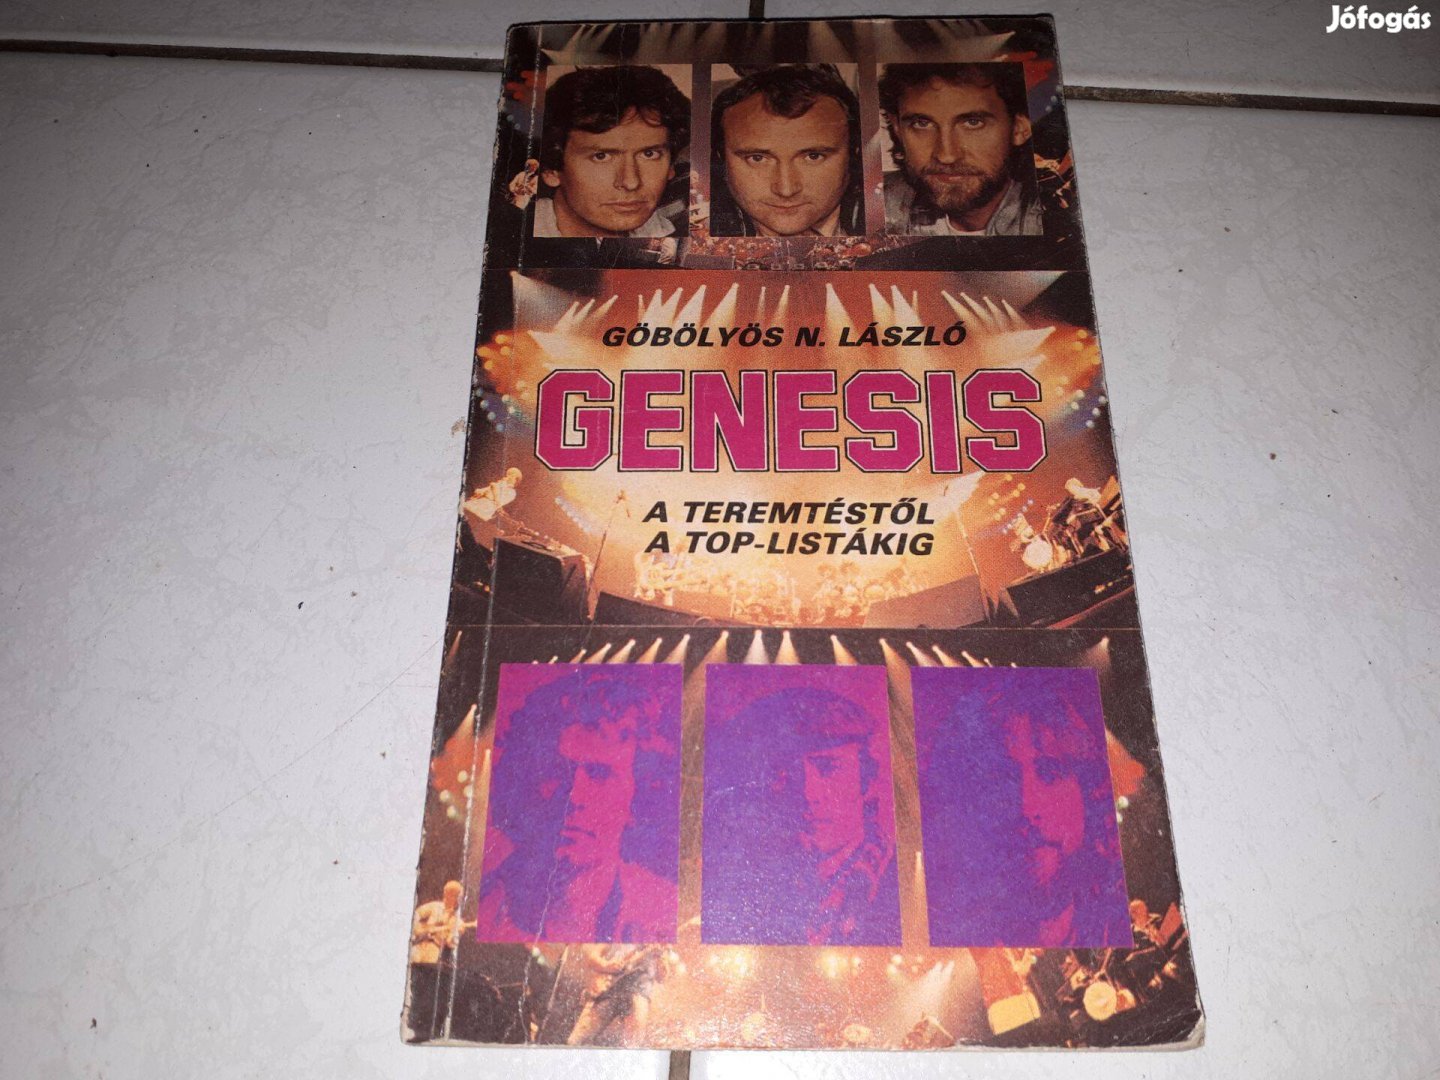 Jófogás
GÖBÖLYÖS N. LÁSZLÓ
GENESIS
A TEREMTÉSTŐL
A TOP-LISTÁKIG